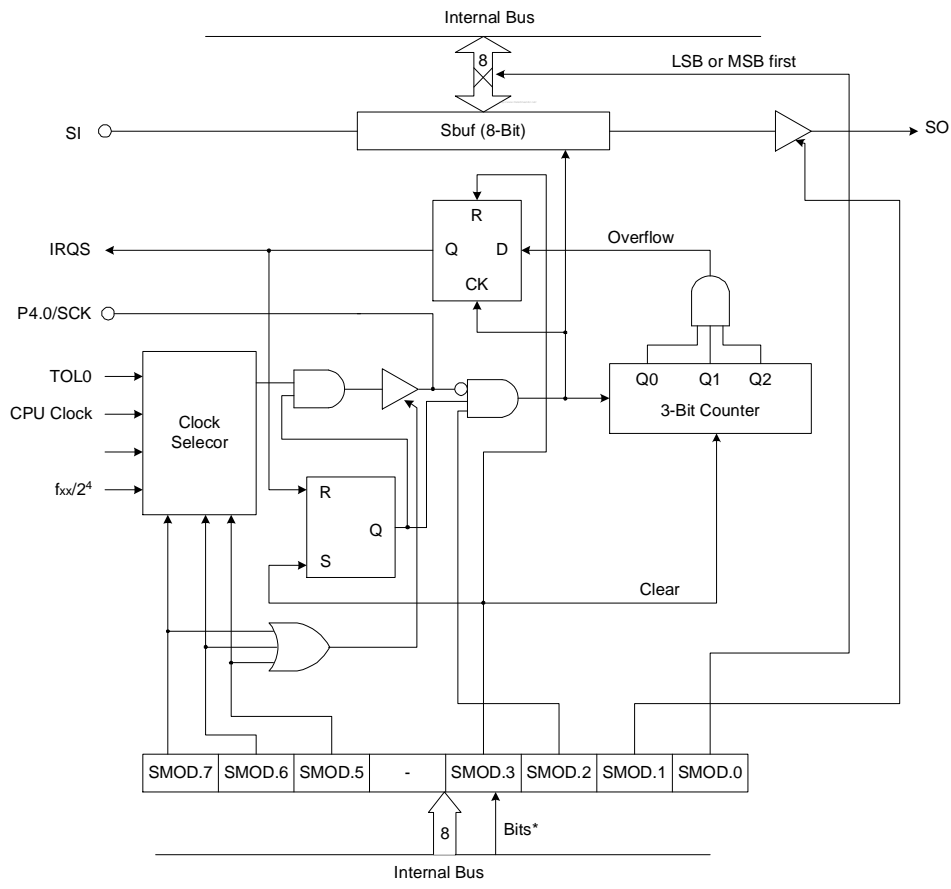 Internal Bus
8
LSB or MSB first
SI
Sbuf (8-Bit)
SO
R
IRQS
Q
D
Overflow
CK
P4.0/SCK
TOL0
Q0
Q1
Q2
CPU Clock
Clock
Selecor
3-Bit Counter
fxx/2⁴
R
Q
S
Clear
SMOD.7
SMOD.6
SMOD.5
-
SMOD.3
SMOD.2
SMOD.1
SMOD.0
8
Bits*
Internal Bus